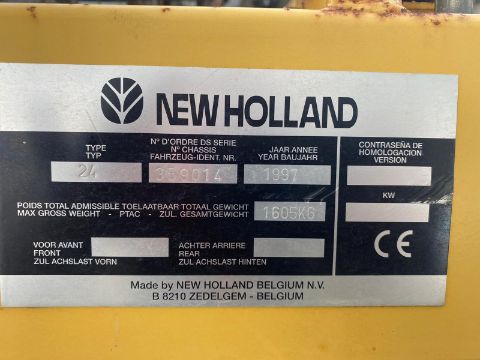 NEW HOLLAND
TYPE
TYP
24
N° D'ORDRE DS SERIE
N° CHASSIS
FAHRZEUG-IDENT. NR.
359014
JAAR ANNEE
YEAR BAUJAHR
1997
CONTRASEÑA DE
HOMOLOGACION
VERSION
KW
POIDS TOTAL ADMISSIBLE TOELAATBAAR TOTAAL GEWICHT
MAX GROSS WEIGHT - PTAC - ZUL. GESAMTGEWICHT
1605KG
VOOR AVANT
FRONT
ZUL ACHSLAST VORN
ACHTER ARRIERE
REAR
ZUL ACHSLAST HINTEN
CE
Made by NEW HOLLAND BELGIUM N.V.
B 8210 ZEDELGEM - BELGIUM